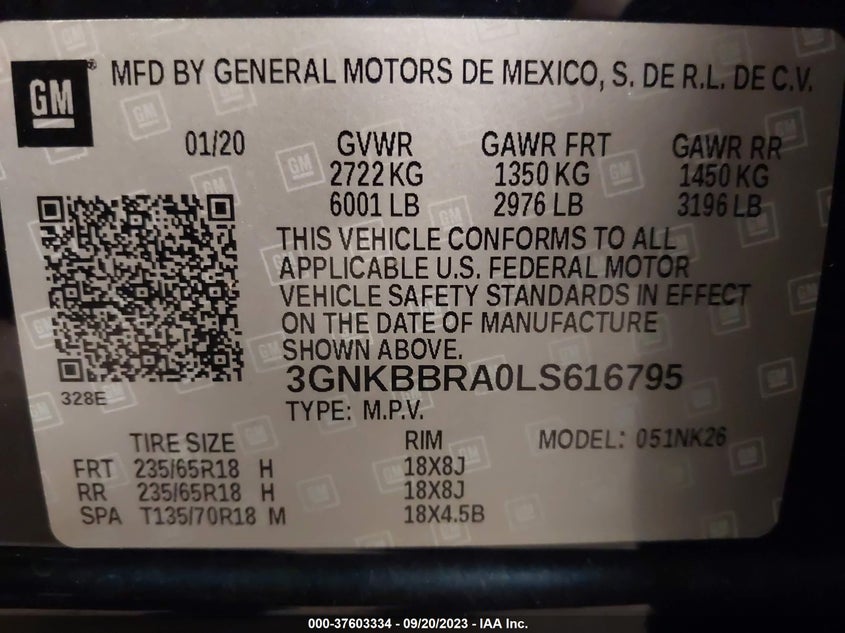 GM
MFD BY GENERAL MOTORS DE MEXICO, S. DE R.L. DE C.V.
01/20 GVWR GAWR FRT GAWR RR
2722 KG 1350 KG 1450 KG
6001 LB 2976 LB 3196 LB
THIS VEHICLE CONFORMS TO ALL
APPLICABLE U.S. FEDERAL MOTOR
VEHICLE SAFETY STANDARDS IN EFFECT
ON THE DATE OF MANUFACTURE
SHOWN ABOVE.
3GNKBBRA0LS616795
328E
TYPE: M.P.V.
TIRE SIZE RIM MODEL: 051NK26
FRT 235/65R18 H 18X8J
RR 235/65R18 H 18X8J
SPA T135/70R18 M 18X4.5B
000-37603334 - 09/20/2023 - IAA Inc.